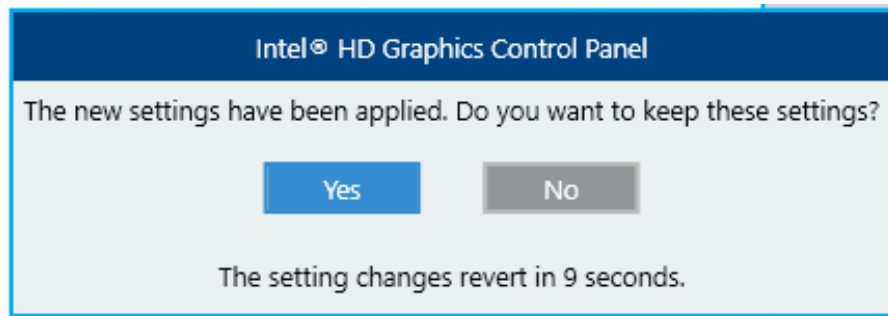 Intel® HD Graphics Control Panel
The new settings have been applied. Do you want to keep these settings?
Yes No
The setting changes revert in 9 seconds.